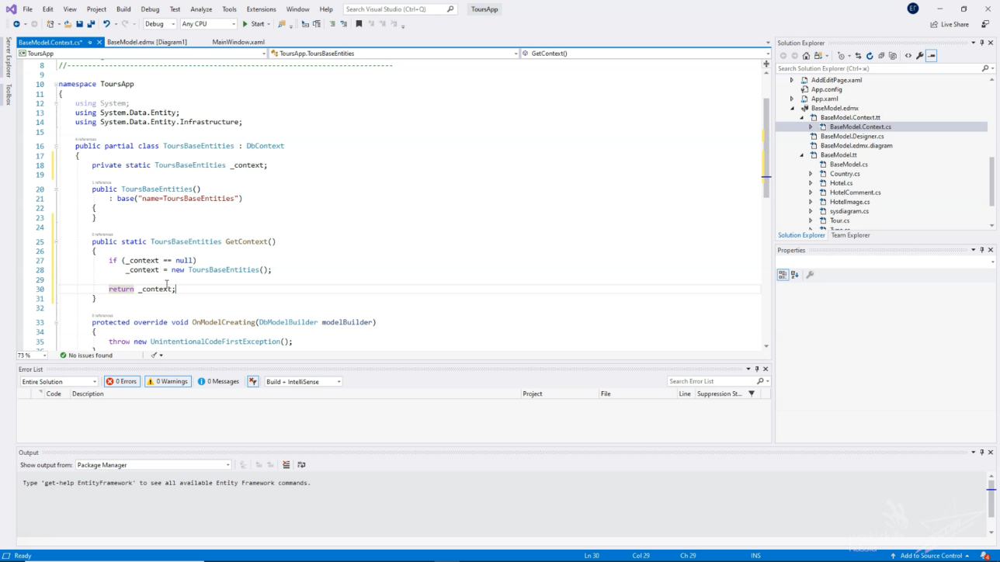 File Edit View Project Build Debug Test Analyze Tools Extensions Window Help Search Visual Studio (Ctrl+Q) ToursApp ЕГ
Debug Any CPU Start Live Share
Server Explorer
Toolbox
BaseModel.Context.cs* BaseModel.edmx [Diagram1] MainWindow.xaml
ToursApp ToursApp.ToursBaseEntities GetContext()
8 //--------------------------------------------------------------------------------
9
10 namespace ToursApp
11 {
12 using System;
13 using System.Data.Entity;
14 using System.Data.Entity.Infrastructure;
15
4 references
16 public partial class ToursBaseEntities : DbContext
17 {
18 private static ToursBaseEntities _context;
19
1 reference
20 public ToursBaseEntities()
21 : base("name=ToursBaseEntities")
22 {
23 }
24
0 references
25 public static ToursBaseEntities GetContext()
26 {
27 if (_context == null)
28 _context = new ToursBaseEntities();
29
30 return _context;
31 }
32
0 references
33 protected override void OnModelCreating(DbModelBuilder modelBuilder)
34 {
35 throw new UnintentionalCodeFirstException();
73 % No issues found
Solution Explorer
Search Solution Explorer (Ctrl+ж)
AddEditPage.xaml
App.config
App.xaml
BaseModel.edmx
BaseModel.Context.tt
BaseModel.Context.cs
BaseModel.Designer.cs
BaseModel.edmx.diagram
BaseModel.tt
BaseModel.cs
Country.cs
Hotel.cs
HotelComment.cs
HotelImage.cs
sysdiagram.cs
Tour.cs
Type.cs
Solution Explorer Team Explorer
Properties
Error List
Entire Solution 0 Errors 0 Warnings 0 Messages Build + IntelliSense Search Error List
Code Description Project File Line Suppression St...
Output
Show output from: Package Manager
Type 'get-help EntityFramework' to see all available Entity Framework commands.
Ready Ln 30 Col 29 Ch 29 INS Add to Source Control 4